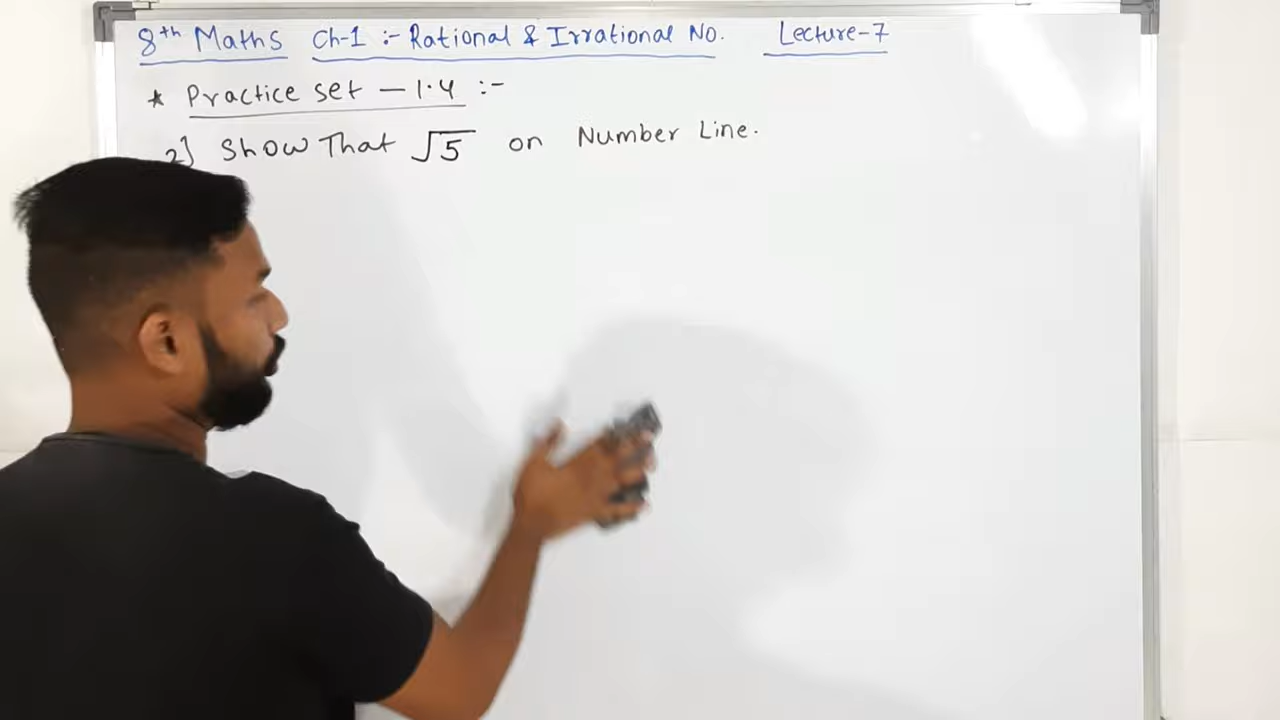 8th Maths Ch-1 :- Rational & Irrational No. Lecture-7
* Practice set – 1.4 :-
2] Show That √5 on Number Line.